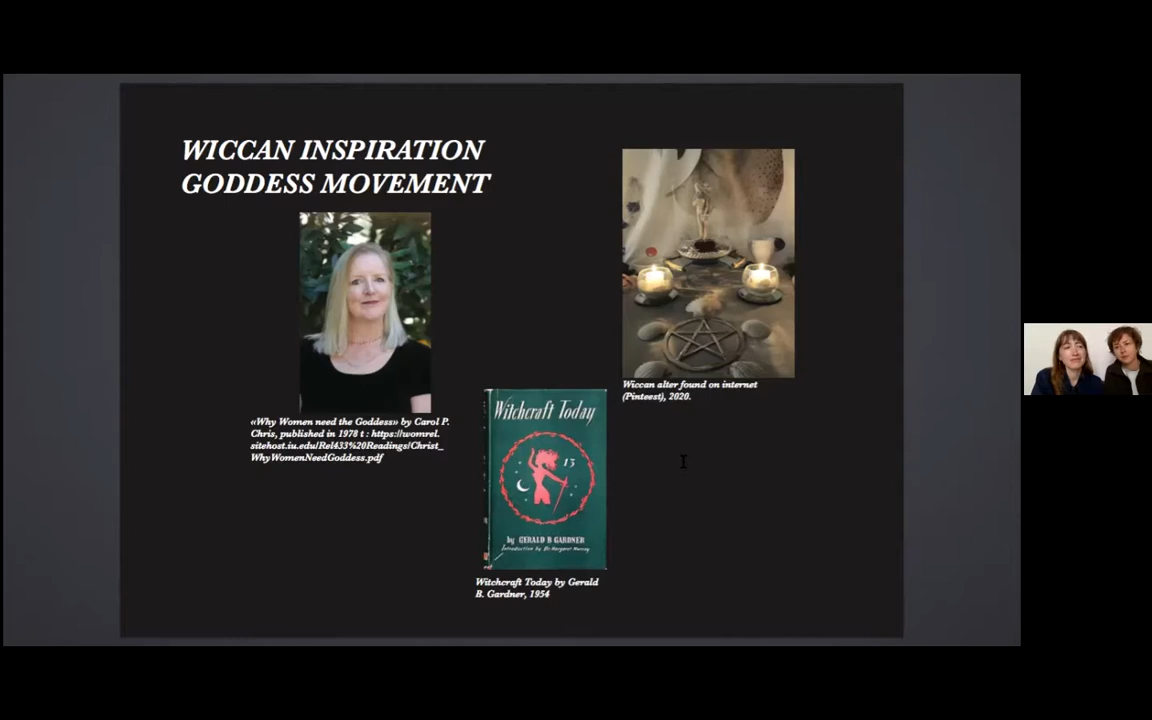 WICCAN INSPIRATION
GODDESS MOVEMENT
«Why Women need the Goddess» by Carol P.
Chris, published in 1978 t : https://womrel.
sitehost.iu.edu/Rel433%20Readings/Christ_
WhyWomenNeedGoddess.pdf
Wiccan alter found on internet
(Pinteest), 2020.
Witchcraft Today
13
by GERALD B GARDNER
Introduction by Dr Margaret Murray
Witchcraft Today by Gerald
B. Gardner, 1954